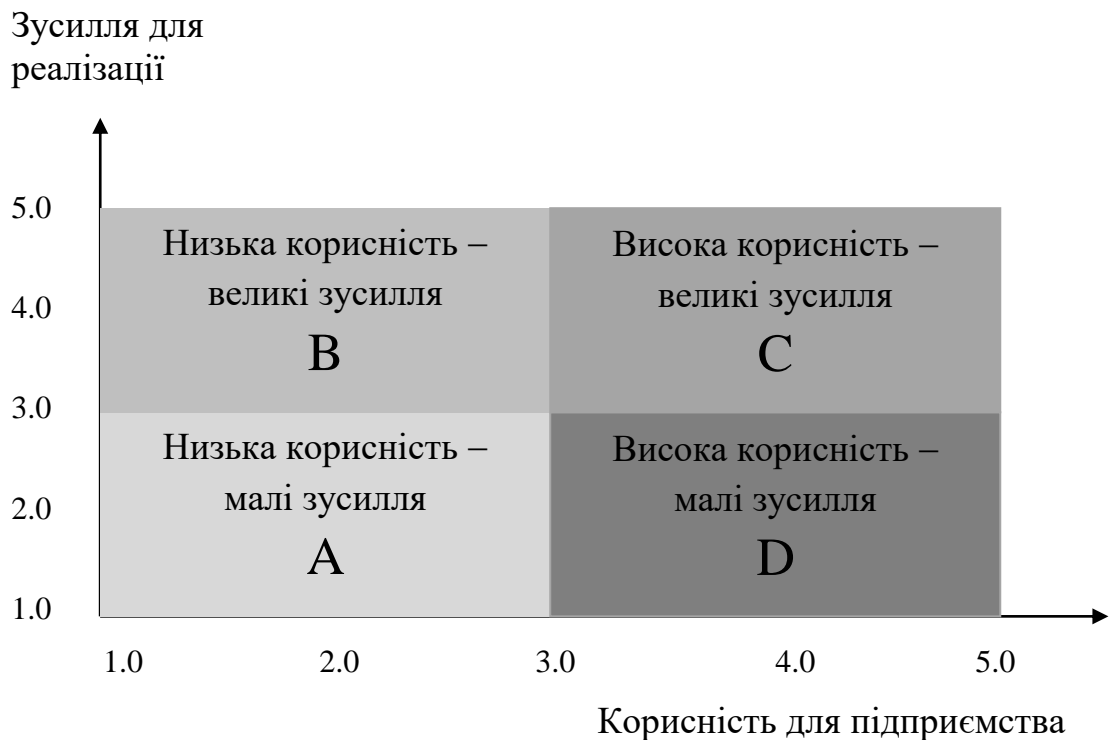 Зусилля для
реалізації
5.0
Низька корисність –
великі зусилля
B
Висока корисність –
великі зусилля
C
4.0
3.0
Низька корисність –
малі зусилля
A
Висока корисність –
малі зусилля
D
2.0
1.0
1.0 2.0 3.0 4.0 5.0
Корисність для підприємства